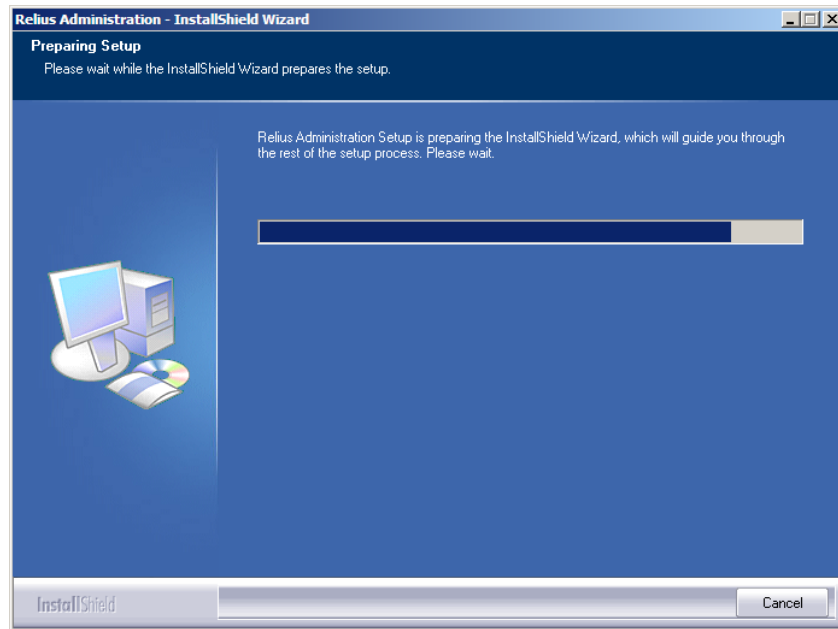 Relius Administration - InstallShield Wizard
Preparing Setup
Please wait while the InstallShield Wizard prepares the setup.
Relius Administration Setup is preparing the InstallShield Wizard, which will guide you through
the rest of the setup process. Please wait.
InstallShield
Cancel